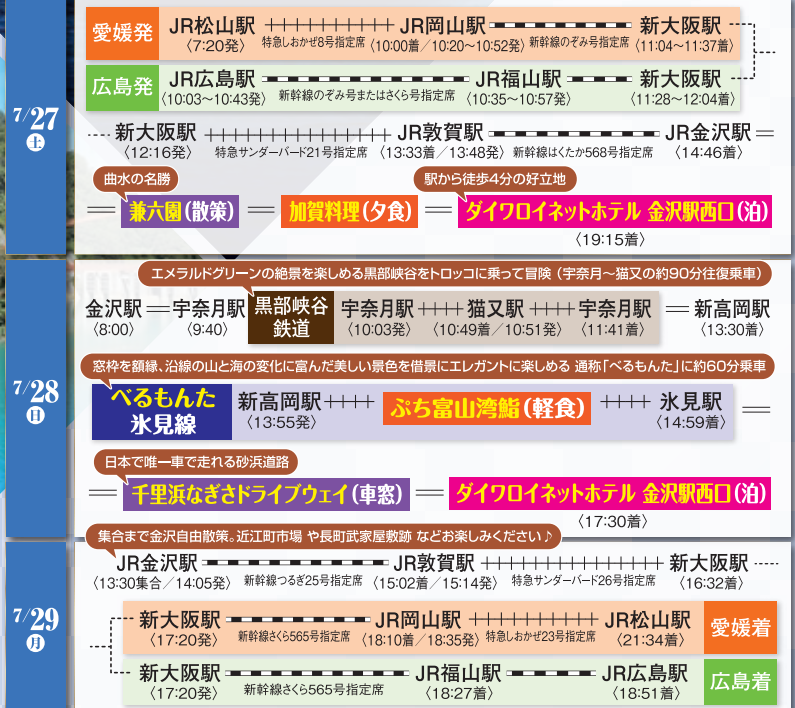 7/27
土
愛媛発
JR松山駅 JR岡山駅 新大阪駅
〈7:20発〉 特急しおかぜ8号指定席 〈10:00着／10:20〜10:52発〉 新幹線のぞみ号指定席 〈11:04〜11:37着〉
広島発
JR広島駅 JR福山駅 新大阪駅
〈10:03〜10:43発〉 新幹線のぞみ号またはさくら号指定席 〈10:35〜10:57発〉 〈11:28〜12:04着〉
新大阪駅 JR敦賀駅 JR金沢駅
〈12:16発〉 特急サンダーバード21号指定席 〈13:33着／13:48発〉 新幹線はくたか568号指定席 〈14:46着〉
曲水の名勝
駅から徒歩4分の好立地
兼六園(散策) 加賀料理(夕食) ダイワロイネットホテル 金沢駅西口(泊)
〈19:15着〉
7/28
日
エメラルドグリーンの絶景を楽しめる黒部峡谷をトロッコに乗って冒険（宇奈月〜猫又の約90分往復乗車）
金沢駅 宇奈月駅 黒部峡谷鉄道 宇奈月駅 猫又駅 宇奈月駅 新高岡駅
〈8:00〉 〈9:40〉 〈10:03発〉 〈10:49着／10:51発〉 〈11:41着〉 〈13:30着〉
窓枠を額縁、沿線の山と海の変化に富んだ美しい景色を借景にエレガントに楽しめる 通称「べるもんた」に約60分乗車
べるもんた
氷見線
新高岡駅 ぷち富山湾鮨(軽食) 氷見駅
〈13:55発〉 〈14:59着〉
日本で唯一車で走れる砂浜道路
千里浜なぎさドライブウェイ(車窓) ダイワロイネットホテル 金沢駅西口(泊)
〈17:30着〉
7/29
月
集合まで金沢自由散策。近江町市場 や長町武家屋敷跡 などお楽しみください♪
JR金沢駅 JR敦賀駅 新大阪駅
〈13:30集合／14:05発〉 新幹線つるぎ25号指定席 〈15:02着／15:14発〉 特急サンダーバード26号指定席 〈16:32着〉
新大阪駅 JR岡山駅 JR松山駅
〈17:20発〉 新幹線さくら565号指定席 〈18:10着／18:35発〉 特急しおかぜ23号指定席 〈21:34着〉
愛媛着
新大阪駅 JR福山駅 JR広島駅
〈17:20発〉 新幹線さくら565号指定席 〈18:27着〉 〈18:51着〉
広島着